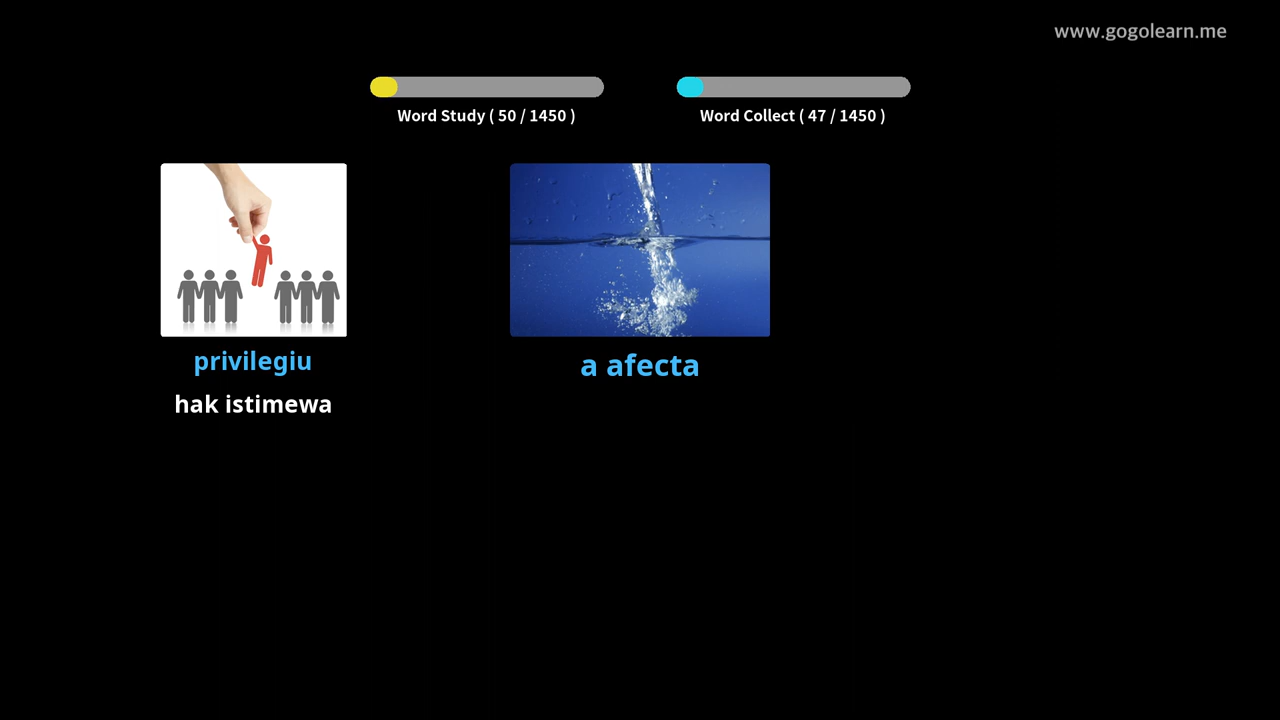 www.gogolearn.me
Word Study ( 50 / 1450 )
Word Collect ( 47 / 1450 )
privilegiu
hak istimewa
a afecta